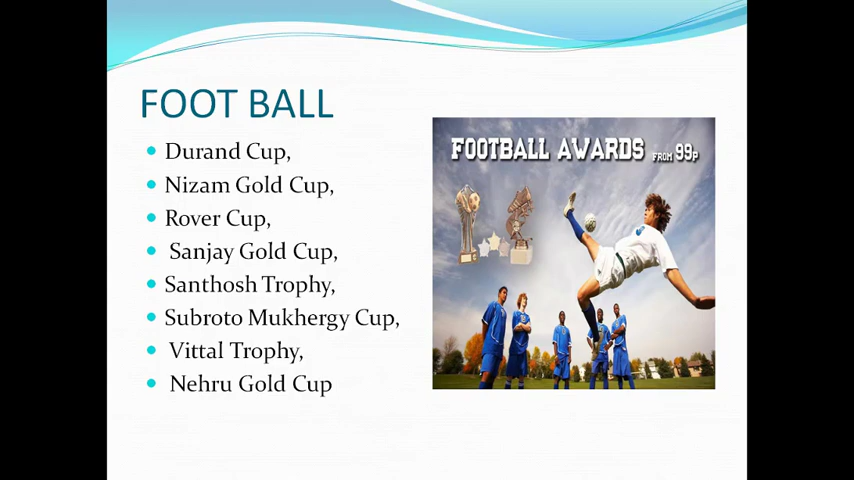 FOOT BALL
Durand Cup,
Nizam Gold Cup,
Rover Cup,
Sanjay Gold Cup,
Santhosh Trophy,
Subroto Mukhergy Cup,
Vittal Trophy,
Nehru Gold Cup
FOOTBALL AWARDS FROM 99P